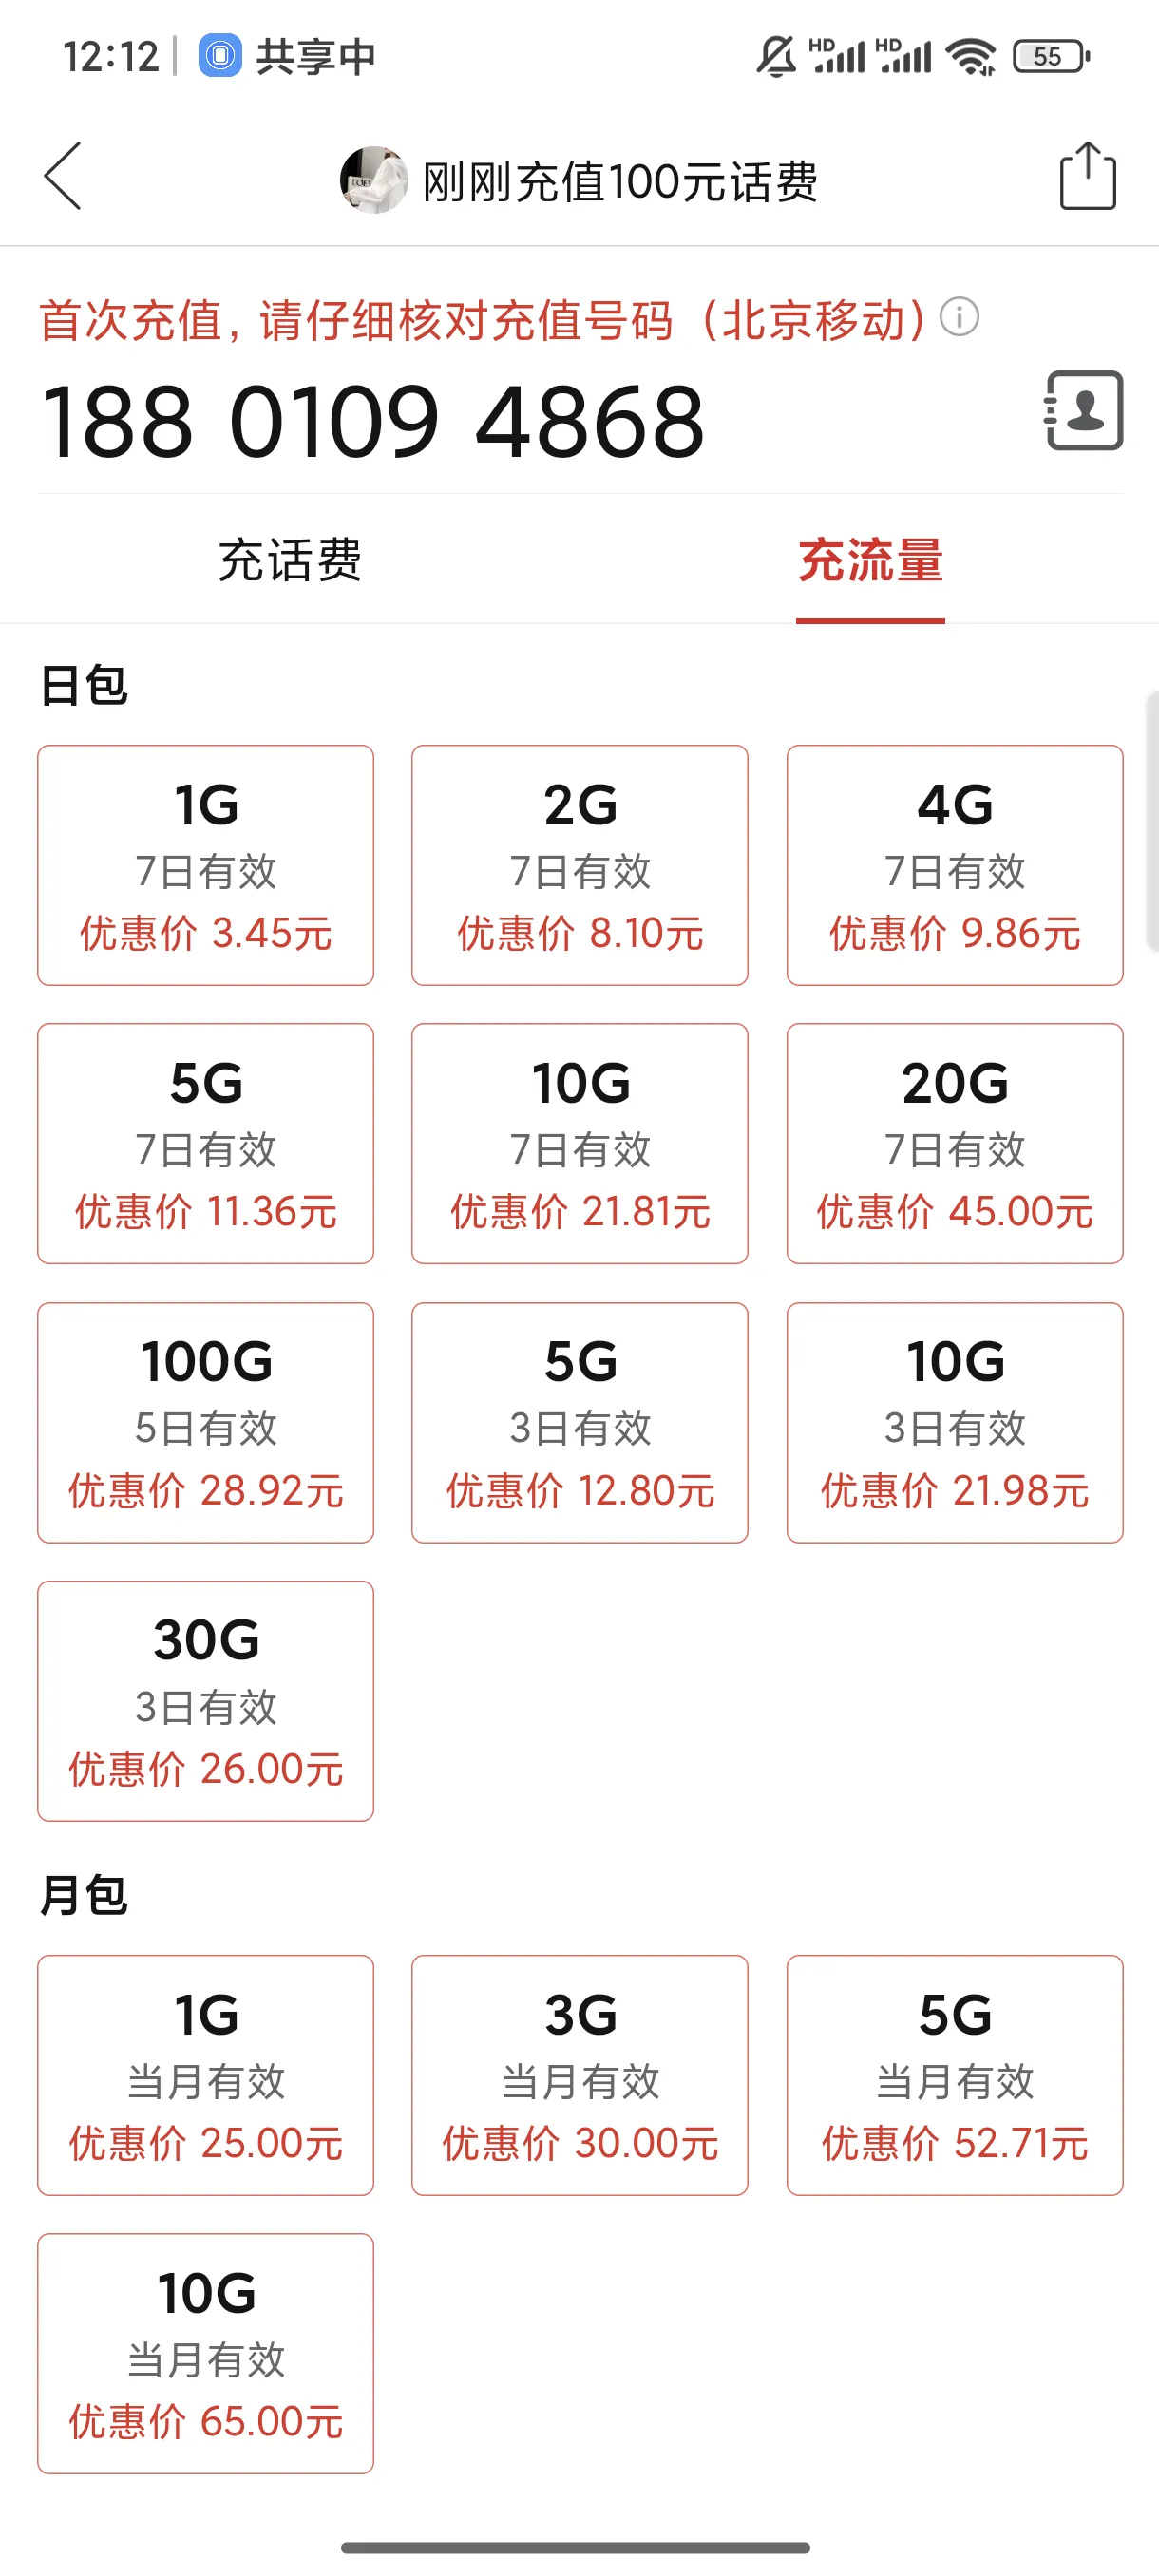 12:12 共享中 HD HD 55
刚刚充值100元话费
首次充值，请仔细核对充值号码（北京移动）
188 0109 4868
充话费 充流量
日包
1G 2G 4G
7日有效 7日有效 7日有效
优惠价 3.45元 优惠价 8.10元 优惠价 9.86元
5G 10G 20G
7日有效 7日有效 7日有效
优惠价 11.36元 优惠价 21.81元 优惠价 45.00元
100G 5G 10G
5日有效 3日有效 3日有效
优惠价 28.92元 优惠价 12.80元 优惠价 21.98元
30G
3日有效
优惠价 26.00元
月包
1G 3G 5G
当月有效 当月有效 当月有效
优惠价 25.00元 优惠价 30.00元 优惠价 52.71元
10G
当月有效
优惠价 65.00元